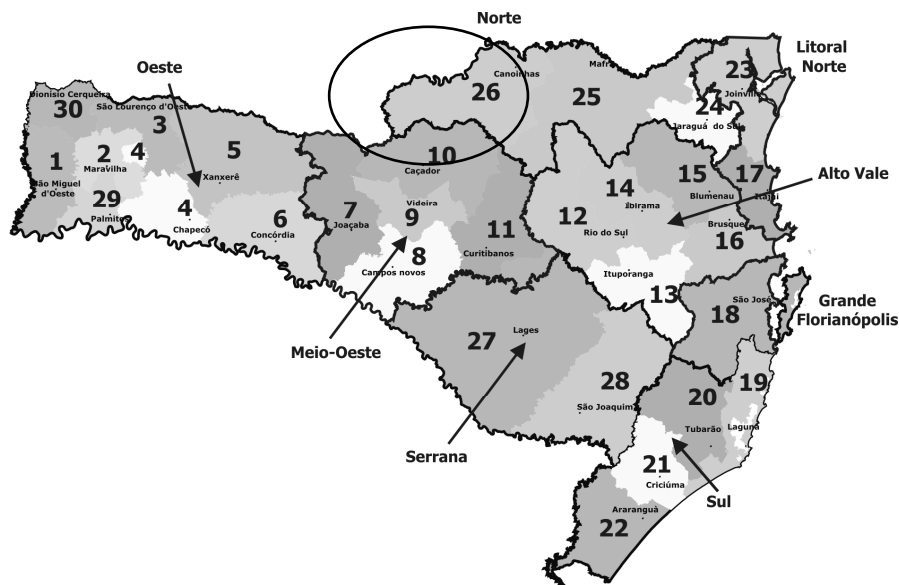 Norte
Litoral
Norte
Oeste
Canoinhas
Mafra
23
Joinville
26
25
24
Jaraguá do Sul
Dionísio Cerqueira
30
São Lourenço d'Oeste
3
1
São Miguel
d'Oeste
2
Maravilha
4
5
Xanxerê
29
Palmitos
4
Chapecó
6
Concórdia
10
Caçador
7
Joaçaba
Videira
9
8
Campos novos
11
Curitibanos
12
Rio do Sul
14
Ibirama
15
Blumenau
17
Itajaí
Alto Vale
Brusque
16
Ituporanga
13
São José
18
Grande
Florianópolis
Meio-Oeste
27
Lages
28
São Joaquim
Serrana
19
20
Tubarão
Laguna
21
Criciúma
Sul
Araranguà
22